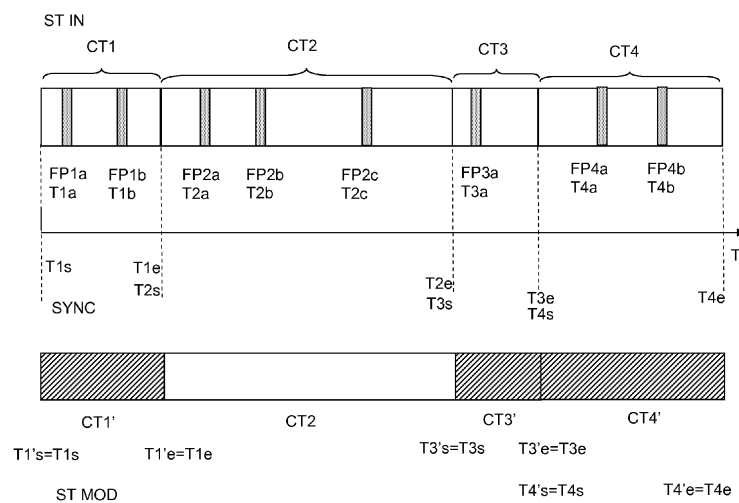 ST IN
CT1 CT2 CT3 CT4
FP1a FP1b FP2a FP2b FP2c FP3a FP4a FP4b
T1a T1b T2a T2b T2c T3a T4a T4b
T
T1s T1e T2e T3e T4e
T2s T3s T4s
SYNC
CT1' CT2 CT3' CT4'
T1's=T1s T1'e=T1e T3's=T3s T3'e=T3e
T4's=T4s T4'e=T4e
ST MOD